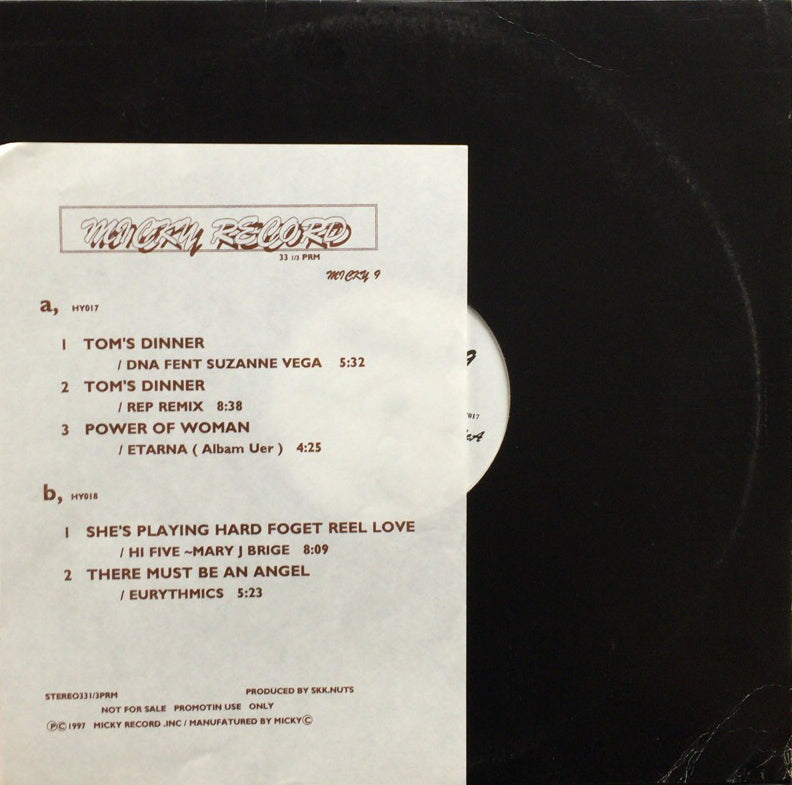 MICKY RECORD
33 1/3 PRM
MICKY 9
a, HY017
1 TOM'S DINNER
/ DNA FENT SUZANNE VEGA 5:32
2 TOM'S DINNER
/ REP REMIX 8:38
3 POWER OF WOMAN
/ ETARNA ( Albam Uer ) 4:25
b, HY018
1 SHE'S PLAYING HARD FOGET REEL LOVE
/ HI FIVE ~MARY J BRIGE 8:09
2 THERE MUST BE AN ANGEL
/ EURYTHMICS 5:23
STEREO331/3PRM PRODUCED BY SKK.NUTS
NOT FOR SALE PROMOTIN USE ONLY
ⓅⒸ1997 MICKY RECORD .INC / MANUFATURED BY MICKYⒸ
9
017